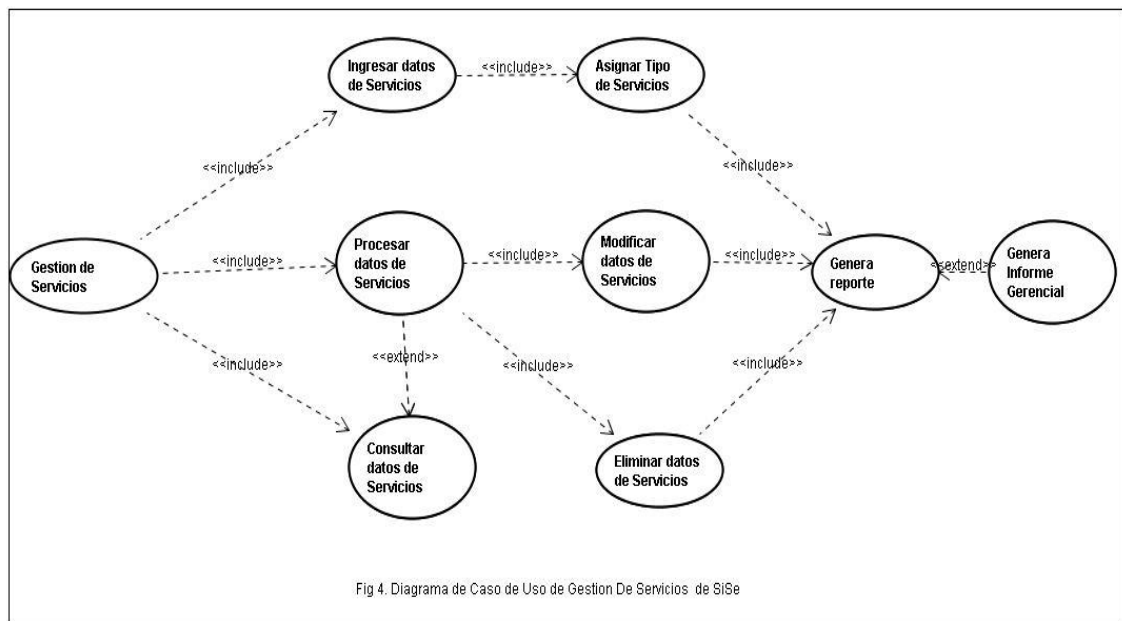 Ingresar datos
de Servicios
<<include>>
Asignar Tipo
de Servicios
<<include>>
<<include>>
Gestion de
Servicios
<<include>>
Procesar
datos de
Servicios
<<include>>
Modificar
datos de
Servicios
<<include>>
Genera
reporte
<<extend>>
Genera
Informe
Gerencial
<<include>>
<<extend>>
<<include>>
<<include>>
Consultar
datos de
Servicios
Eliminar datos
de Servicios
Fig 4. Diagrama de Caso de Uso de Gestion De Servicios de SiSe